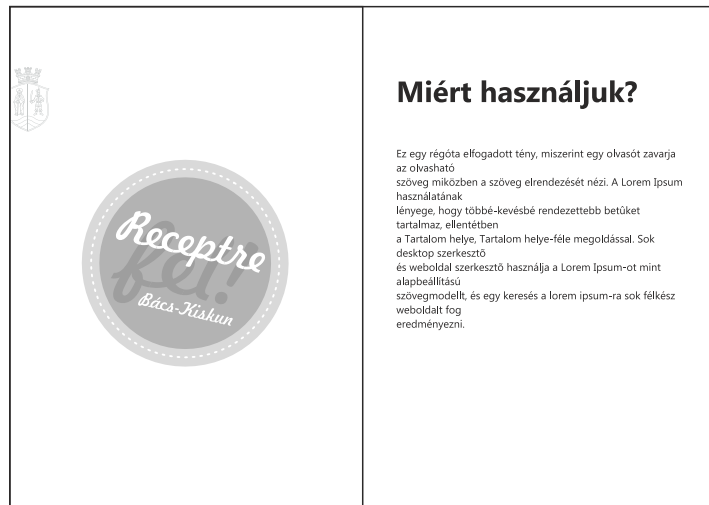 Receptre
fel!
Bács-Kiskun
Miért használjuk?
Ez egy régóta elfogadott tény, miszerint egy olvasót zavarja
az olvasható
szöveg miközben a szöveg elrendezését nézi. A Lorem Ipsum
használatának
lényege, hogy többé-kevésbé rendezettebb betűket
tartalmaz, ellentétben
a Tartalom helye, Tartalom helye-féle megoldással. Sok
desktop szerkesztő
és weboldal szerkesztő használja a Lorem Ipsum-ot mint
alapbeállítású
szövegmodellt, és egy keresés a lorem ipsum-ra sok félkész
weboldalt fog
eredményezni.